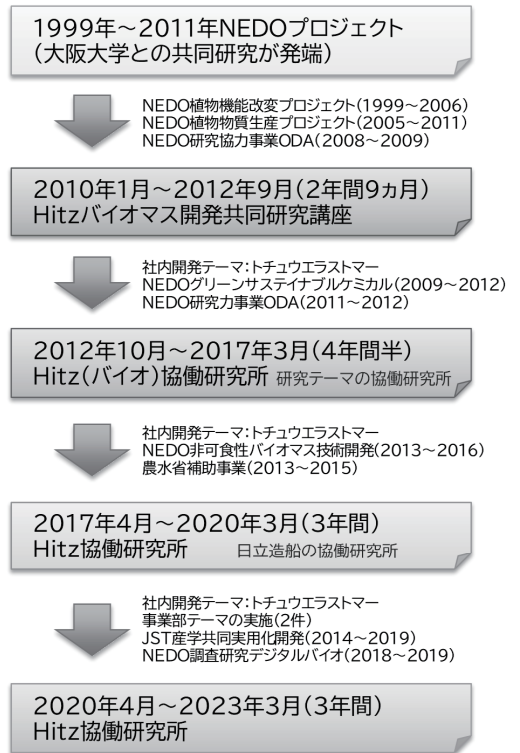 1999年～2011年NEDOプロジェクト
(大阪大学との共同研究が発端)
NEDO植物機能改変プロジェクト(1999～2006)
NEDO植物物質生産プロジェクト(2005～2011)
NEDO研究協力事業ODA(2008～2009)
2010年1月～2012年9月(2年間9ヵ月)
Hitzバイオマス開発共同研究講座
社内開発テーマ:トチュウエラストマー
NEDOグリーンサステイナブルケミカル(2009～2012)
NEDO研究力事業ODA(2011～2012)
2012年10月～2017年3月(4年間半)
Hitz(バイオ)協働研究所 研究テーマの協働研究所
社内開発テーマ:トチュウエラストマー
NEDO非可食性バイオマス技術開発(2013～2016)
農水省補助事業(2013～2015)
2017年4月～2020年3月(3年間)
Hitz協働研究所 日立造船の協働研究所
社内開発テーマ:トチュウエラストマー
事業部テーマの実施(2件)
JST産学共同実用化開発(2014～2019)
NEDO調査研究デジタルバイオ(2018～2019)
2020年4月～2023年3月(3年間)
Hitz協働研究所